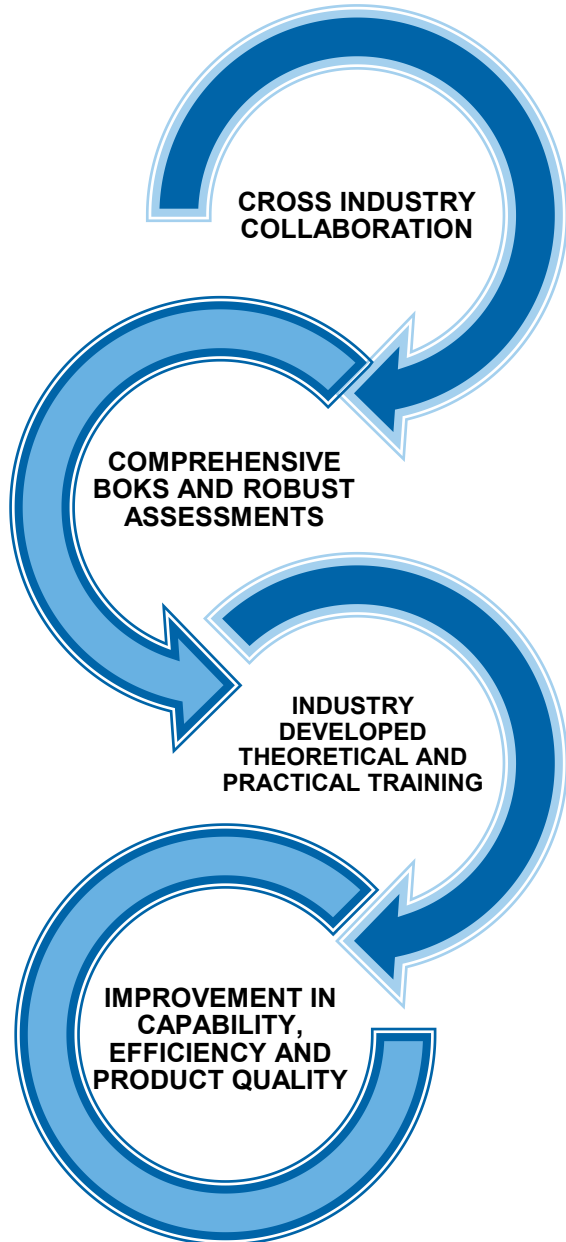 CROSS INDUSTRY
COLLABORATION
COMPREHENSIVE
BOKS AND ROBUST
ASSESSMENTS
INDUSTRY
DEVELOPED
THEORETICAL AND
PRACTICAL TRAINING
IMPROVEMENT IN
CAPABILITY,
EFFICIENCY AND
PRODUCT QUALITY